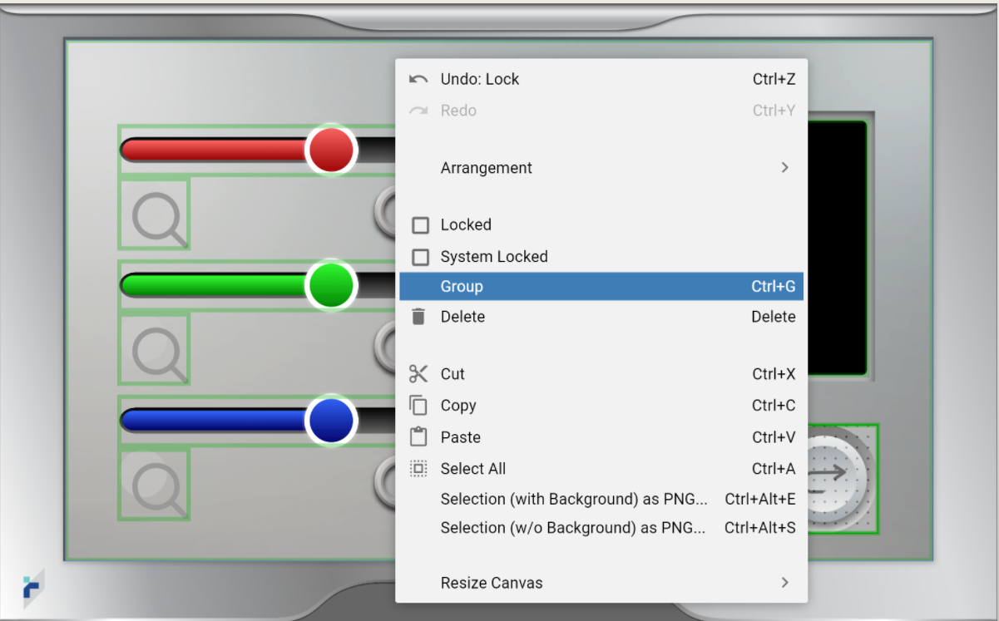 Undo: Lock Ctrl+Z
Redo Ctrl+Y
Arrangement
Locked
System Locked
Group Ctrl+G
Delete Delete
Cut Ctrl+X
Copy Ctrl+C
Paste Ctrl+V
Select All Ctrl+A
Selection (with Background) as PNG... Ctrl+Alt+E
Selection (w/o Background) as PNG... Ctrl+Alt+S
Resize Canvas